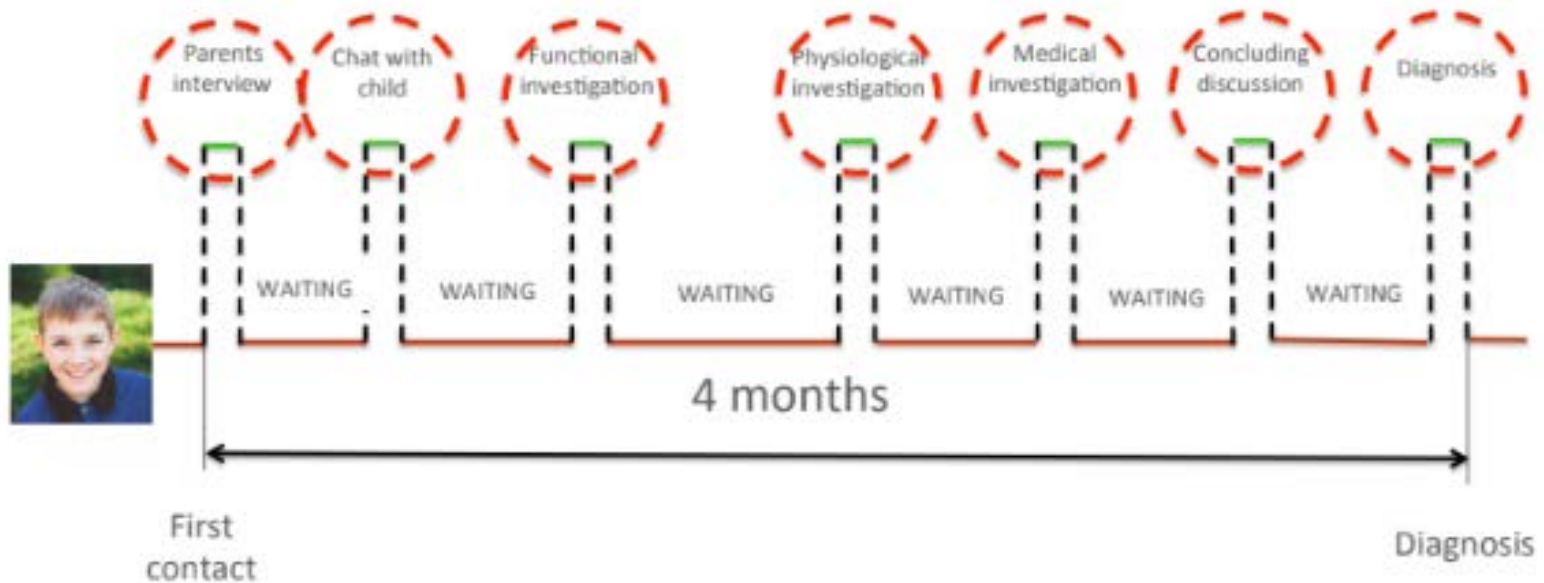 Parents
interview
Chat with
child
Functional
investigation
Physiological
investigation
Medical
investigation
Concluding
discussion
Diagnosis
WAITING
WAITING
WAITING
WAITING
WAITING
WAITING
4 months
First
contact
Diagnosis